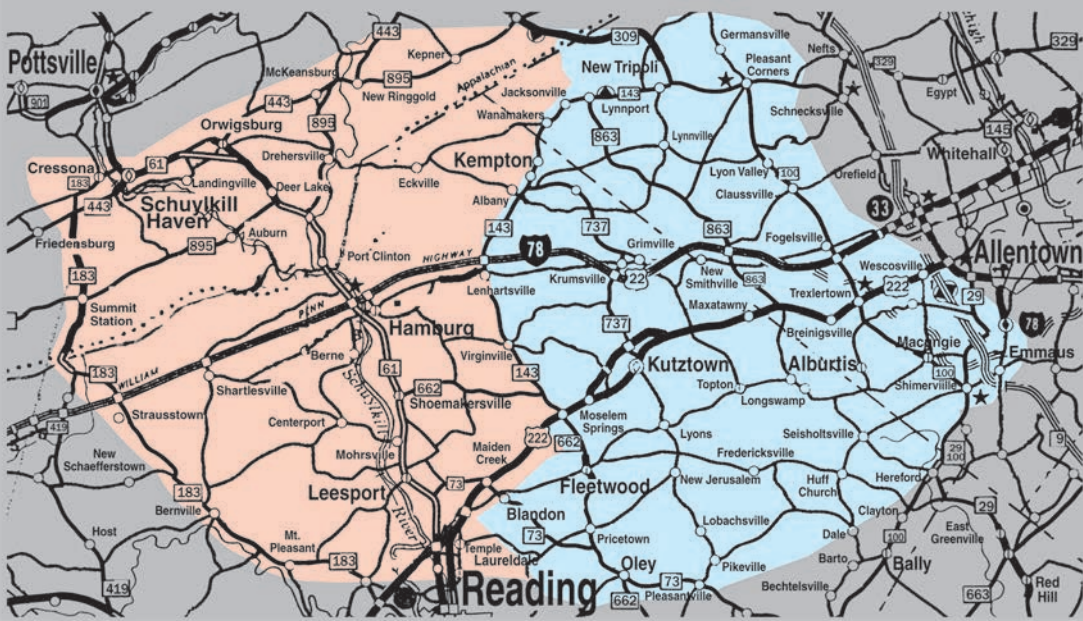 443
309
Germansville
Nefts
329
Kepner
Pottsville
McKeansburg
895
Appalachian
New Tripoli
Pleasant
Corners
329
901
New Ringgold
Jacksonville
143
Lynnport
Schnecksville
Egypt
443
Wanamakers
Orwigsburg
895
863
Lynnville
145
Cressona
61
Drehersville
Kempton
Whitehall
183
Landingville
Eckville
Lyon Valley
100
Orefield
443
Schuylkill
Haven
Deer Lake
Albany
Claussville
33
Friedensburg
895
Auburn
143
737
863
Port Clinton
HIGHWAY
78
Grimville
Fogelsville
Allentown
183
Krumsville
22
New
Smithville
863
Wescosville
222
Summit
Station
PENN
Lenhartsville
Maxatawny
Trexlertown
29
Hamburg
737
Breinigsville
78
Berne
Virginville
Kutztown
Alburtis
Macungie
Emmaus
183
WILLIAM
61
143
100
Shartlesville
Schuylkill
662
Topton
Shimerville
Strausstown
Shoemakersville
Longswamp
419
Centerport
Moselem
Springs
Lyons
Seisholtsville
9
222
662
New
Schaefferstown
Mohrsville
Maiden
Creek
Fredericksville
29
100
183
Leesport
73
Fleetwood
New Jerusalem
Huff
Church
Hereford
Bernville
River
Blandon
Clayton
29
Host
Mt.
Pleasant
73
Pricetown
Lobachsville
Dale
East
Greenville
183
Temple
Laureldale
Oley
Pikeville
100
Barto
Bally
419
Reading
73
Pleasantville
Bechtelsville
Red
Hill
662
663